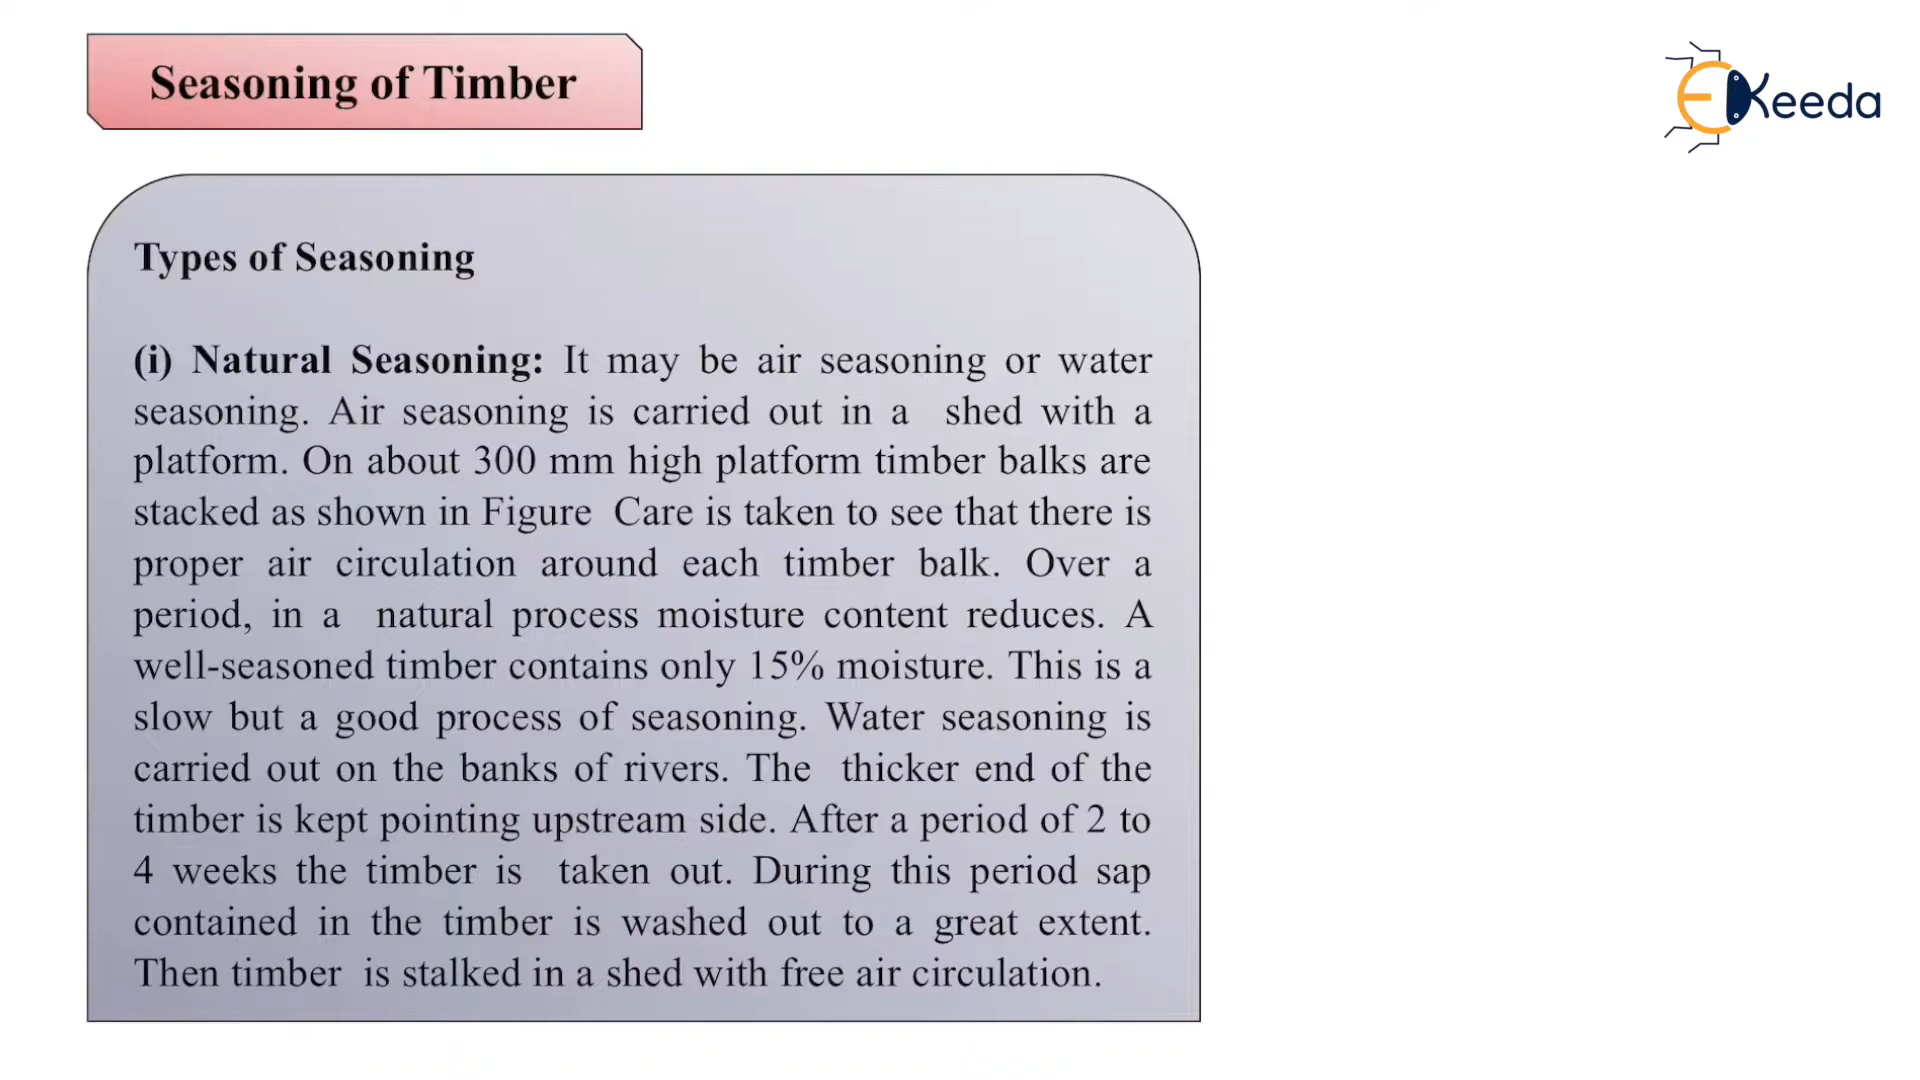 Seasoning of Timber
EKeeda
Types of Seasoning
(i) Natural Seasoning: It may be air seasoning or water
seasoning. Air seasoning is carried out in a shed with a
platform. On about 300 mm high platform timber balks are
stacked as shown in Figure Care is taken to see that there is
proper air circulation around each timber balk. Over a
period, in a natural process moisture content reduces. A
well-seasoned timber contains only 15% moisture. This is a
slow but a good process of seasoning. Water seasoning is
carried out on the banks of rivers. The thicker end of the
timber is kept pointing upstream side. After a period of 2 to
4 weeks the timber is taken out. During this period sap
contained in the timber is washed out to a great extent.
Then timber is stalked in a shed with free air circulation.